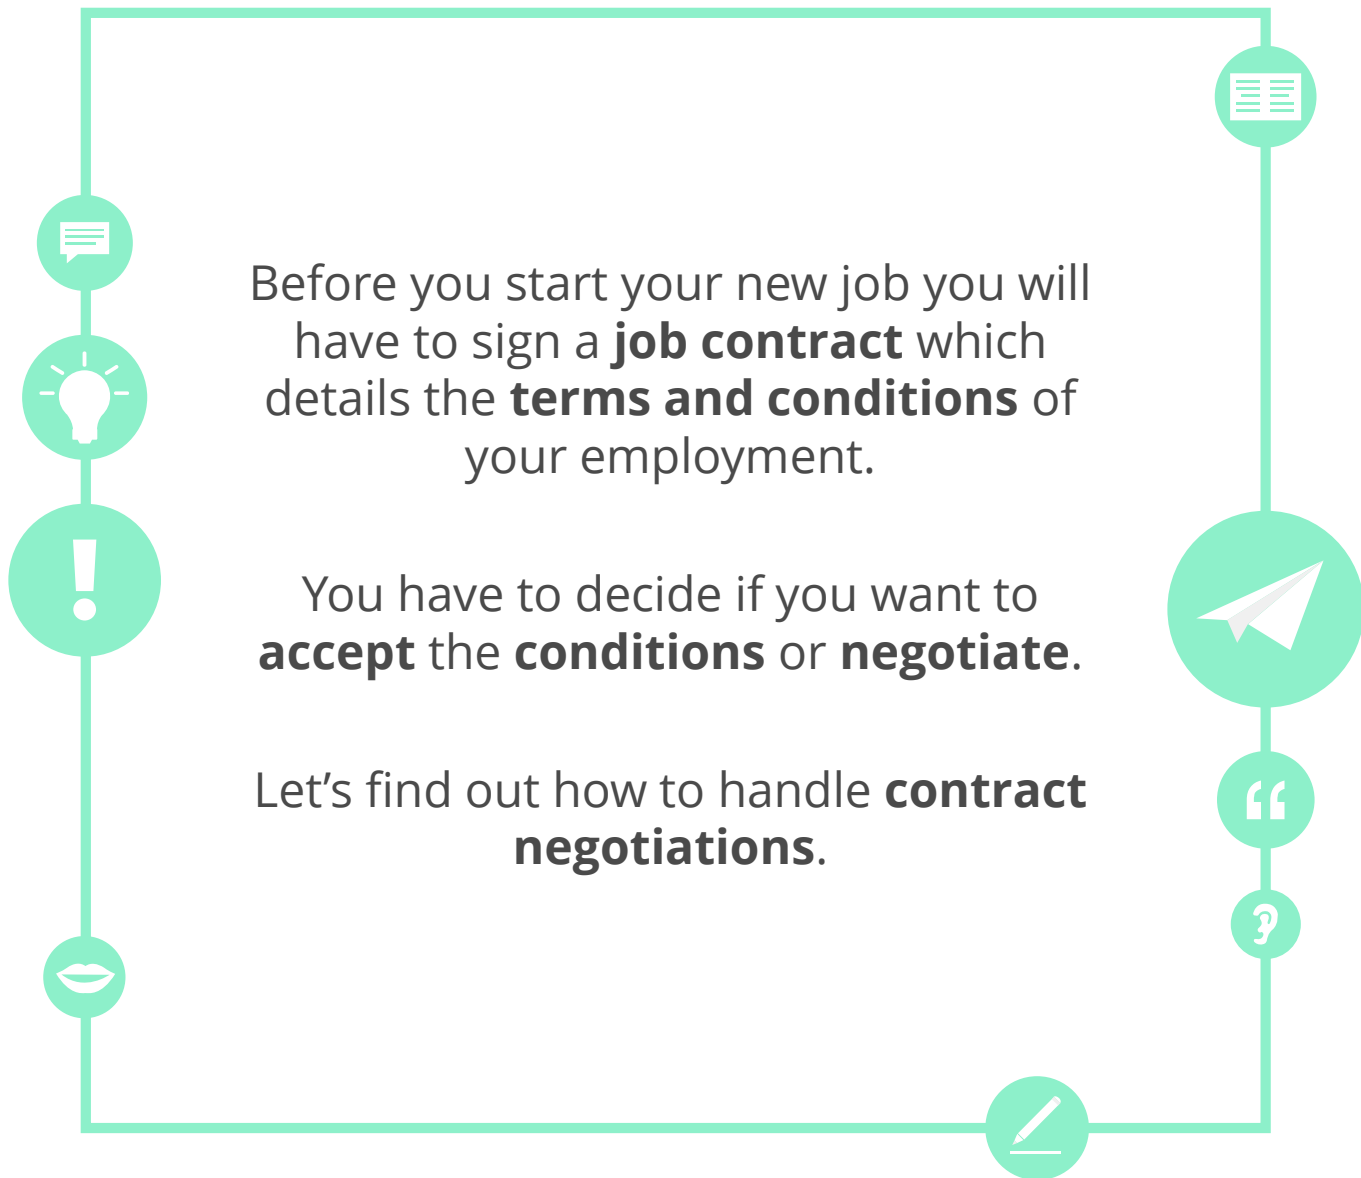 Before you start your new job you will
have to sign a job contract which
details the terms and conditions of
your employment.
You have to decide if you want to
accept the conditions or negotiate.
Let’s find out how to handle contract
negotiations.